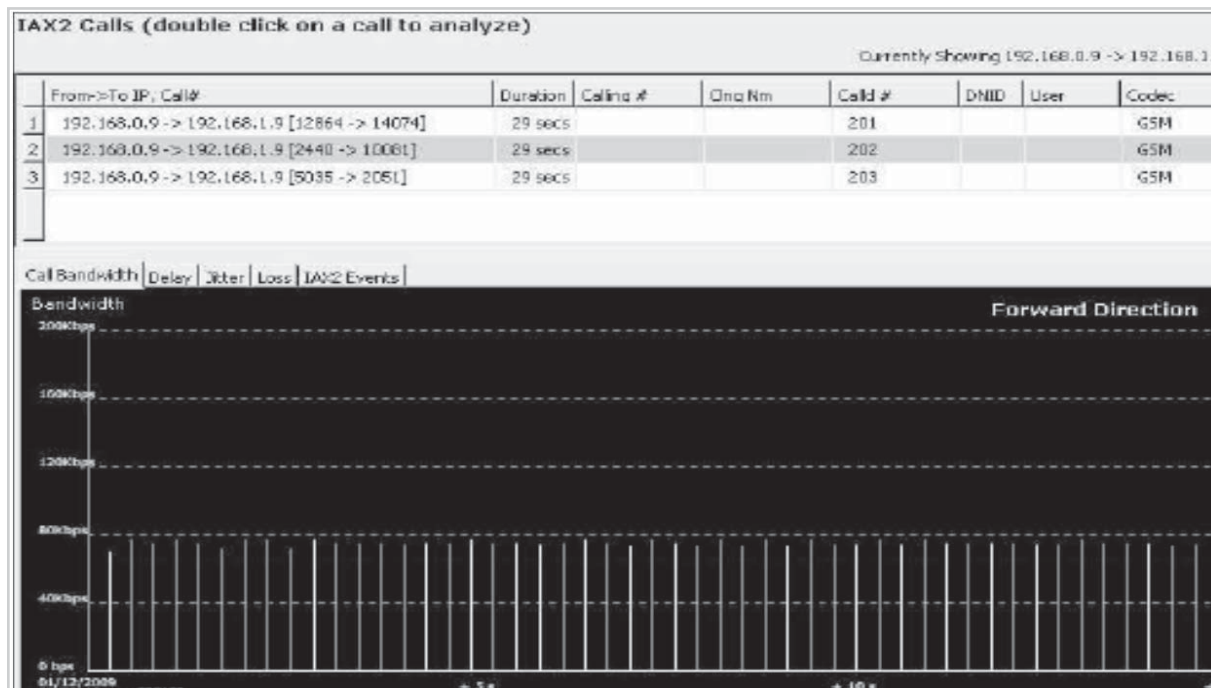 IAX2 Calls (double click on a call to analyze)
Currently Showing 192.168.0.9 -> 192.168.1
From->To IP, Call# Duration Calling # Clng Nm Calld # DNID User Codec
1 192.168.0.9 -> 192.168.1.9 [12864 -> 14074] 29 secs 201 GSM
2 192.168.0.9 -> 192.168.1.9 [2440 -> 10081] 29 secs 202 GSM
3 192.168.0.9 -> 192.168.1.9 [5035 -> 2051] 29 secs 203 GSM
Call Bandwidth Delay Jitter Loss IAX2 Events
Bandwidth
Forward Direction
200Kbps
160Kbps
120Kbps
80Kbps
40Kbps
0 bps
01/12/2009 + 5s + 10s